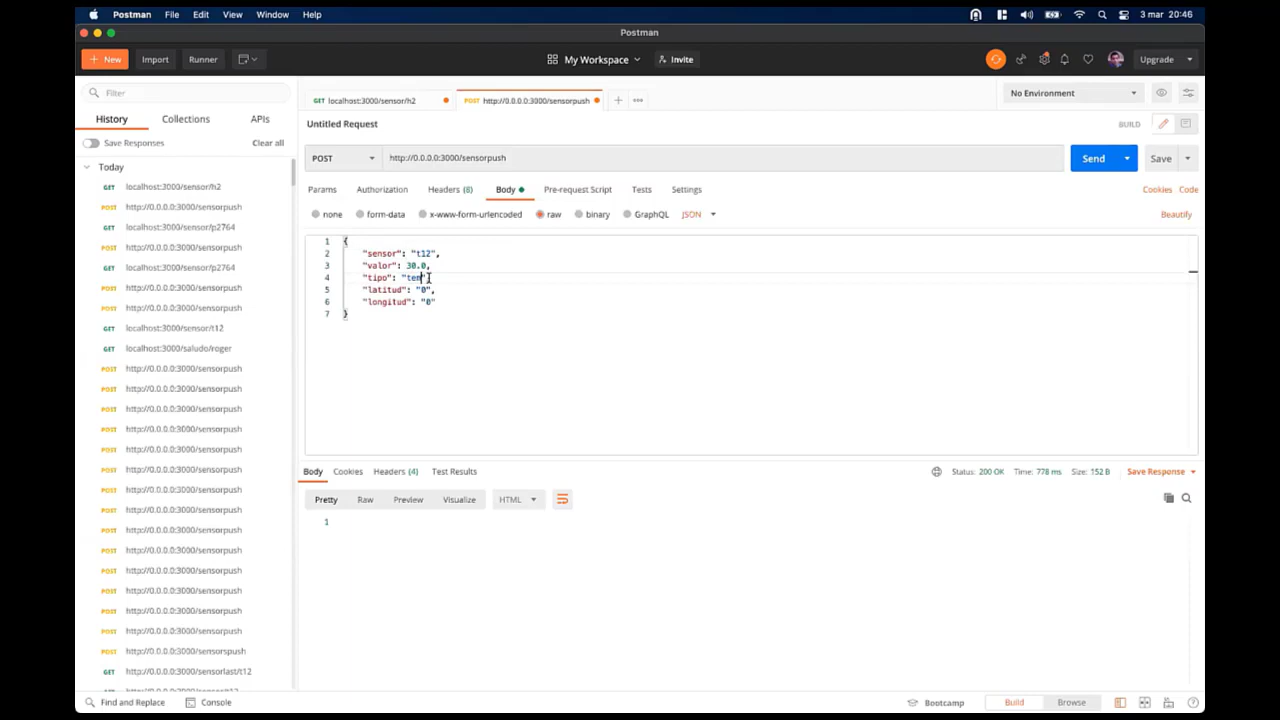 Postman File Edit View Window Help 3 mar 20:46
Postman
+ New Import Runner My Workspace Invite Upgrade
Filter
History Collections APIs
Save Responses Clear all
Today
GET localhost:3000/sensor/h2
POST http://0.0.0.0:3000/sensorpush
GET localhost:3000/sensor/p2764
POST http://0.0.0.0:3000/sensorpush
GET localhost:3000/sensor/p2764
POST http://0.0.0.0:3000/sensorpush
POST http://0.0.0.0:3000/sensorpush
GET localhost:3000/sensor/t12
GET localhost:3000/saludo/roger
POST http://0.0.0.0:3000/sensorpush
POST http://0.0.0.0:3000/sensorpush
POST http://0.0.0.0:3000/sensorpush
POST http://0.0.0.0:3000/sensorpush
POST http://0.0.0.0:3000/sensorpush
POST http://0.0.0.0:3000/sensorpush
POST http://0.0.0.0:3000/sensorpush
POST http://0.0.0.0:3000/sensorpush
POST http://0.0.0.0:3000/sensorpush
POST http://0.0.0.0:3000/sensorpush
POST http://0.0.0.0:3000/sensorpush
POST http://0.0.0.0:3000/sensorpush
POST http://0.0.0.0:3000/sensorpush
POST http://0.0.0.0:3000/sensorpush
POST http://0.0.0.0:3000/sensorspush
GET localhost:3000/sensorlast/t12
GET localhost:3000/sensor/p2764 POST http://0.0.0.0:3000/sensorpush No Environment
Untitled Request BUILD
POST http://0.0.0.0:3000/sensorpush Send Save
Params Authorization Headers (8) Body Pre-request Script Tests Settings Cookies Code
none form-data x-www-form-urlencoded raw binary GraphQL JSON Beautify
1 {
2 "sensor": "t12",
3 "valor": 30.0,
4 "tipo": "tem"
5 "latitud": "0",
6 "longitud": "0"
7 }
Body Cookies Headers (4) Test Results Status: 200 OK Time: 778 ms Size: 152 B Save Response
Pretty Raw Preview Visualize HTML
1
Find and Replace Console Bootcamp Build Browse